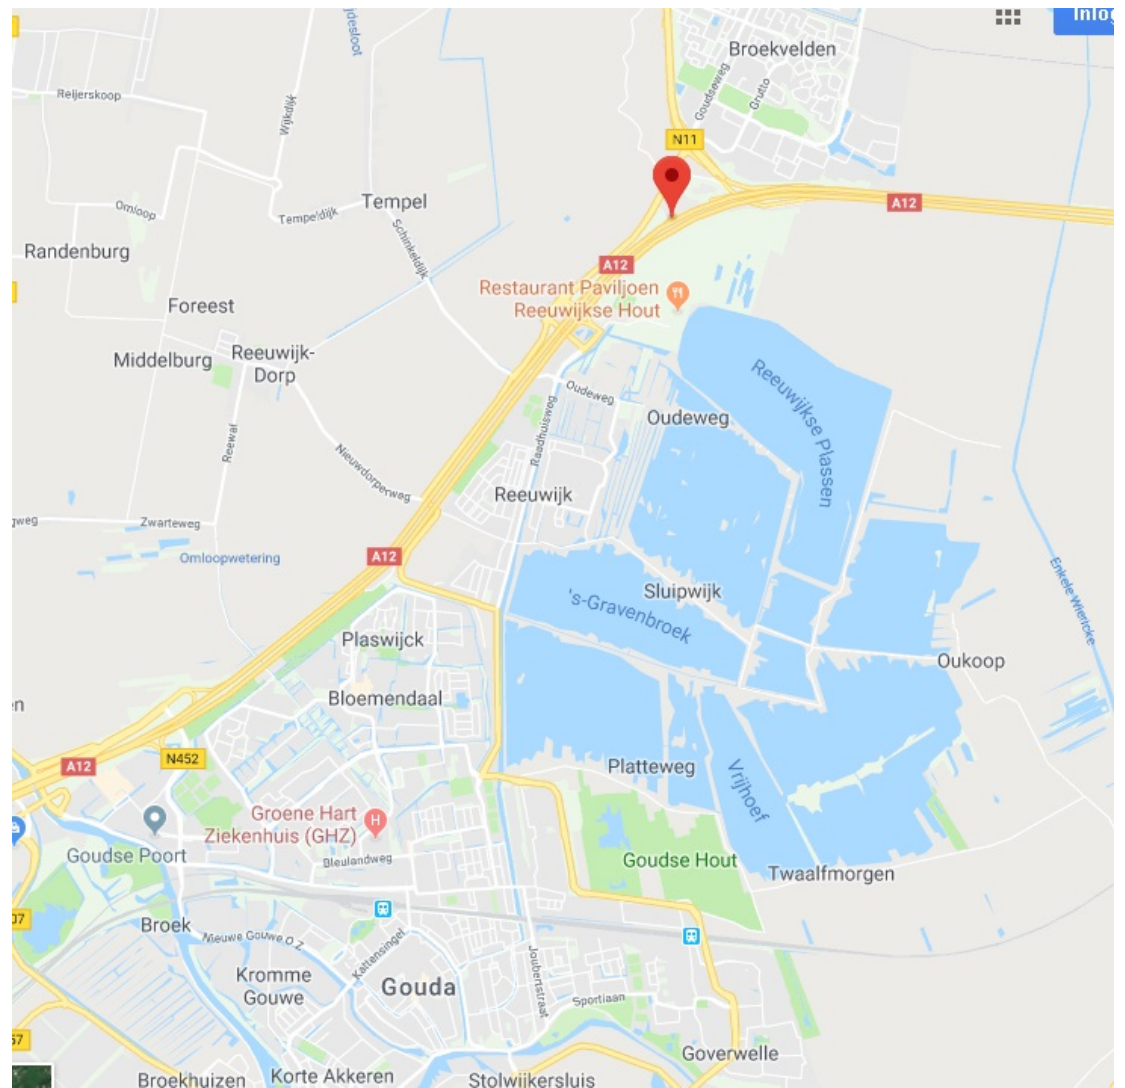 Broekvelden
Goudseweg
Grutto
Reijerskoop
Wijkdijk
N11
Tempel
Omloop
Tempeldijk
A12
Schinkeldijk
Randenburg
A12
Restaurant Paviljoen
Reeuwijkse Hout
Foreest
Middelburg
Reeuwijk-
Dorp
Oudeweg
Reeuwijkse Plassen
Oudeweg
Raadhuisweg
Reewal
Nieuwdorperweg
Reeuwijk
Zwarteweg
Omloopwetering
A12
Enkele Wiericke
Sluipwijk
's-Gravenbroek
Plaswijck
Oukoop
Bloemendaal
N452
A12
Platteweg
Vrijhoef
Groene Hart
Ziekenhuis (GHZ)
H
Goudse Poort
Bleulandweg
Goudse Hout
Twaalfmorgen
Broek
Nieuwe Gouwe O.Z.
Kattensingel
Joubertstraat
Kromme
Gouwe
Gouda
Sportlaan
Goverwelle
Broekhuizen
Korte Akkeren
Stolwijkersluis